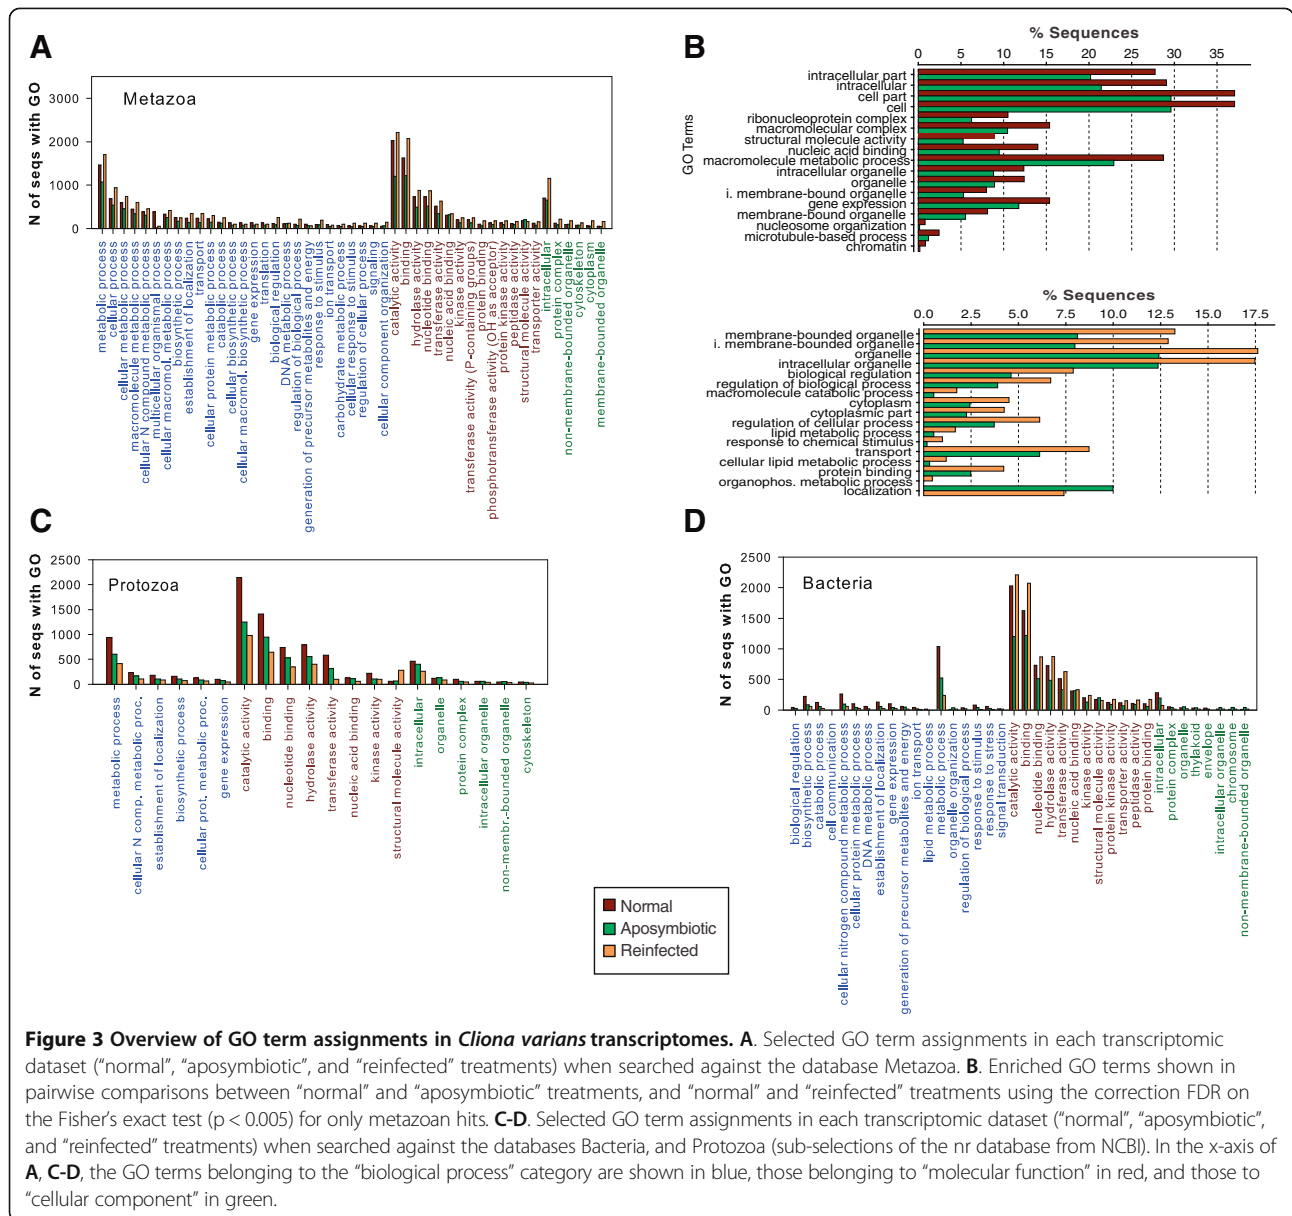 A
Metazoa
N of seqs with GO
3000
2000
1000
0
metabolic process
cellular process
cellular metabolic process
macromolecule metabolic process
cellular N compound metabolic process
multicellular organismal process
cellular macromol. metabolic process
biosynthetic process
establishment of localization
transport
cellular protein metabolic process
catabolic process
cellular biosynthetic process
cellular macromol. biosynthetic process
gene expression
translation
biological regulation
DNA metabolic process
regulation of biological process
generation of precursor metabolites and energy
response to stimulus
ion transport
carbohydrate metabolic process
cellular response to stimulus
regulation of cellular process
signaling
cellular component organization
catalytic activity
binding
hydrolase activity
nucleotide binding
transferase activity
nucleic acid binding
kinase activity
transferase activity (P-containing groups)
protein binding
phosphotransferase activity (OH as acceptor)
protein kinase activity
peptidase activity
structural molecule activity
transporter activity
intracellular
protein complex
non-membrane-bounded organelle
cytoskeleton
cytoplasm
membrane-bounded organelle
B
% Sequences
0 5 10 15 20 25 30 35
GO Terms
intracellular part
intracellular
cell part
cell
ribonucleoprotein complex
macromolecular complex
structural molecule activity
nucleic acid binding
macromolecule metabolic process
intracellular organelle
organelle
i. membrane-bound organelle
gene expression
membrane-bound organelle
nucleosome organization
microtubule-based process
chromatin
% Sequences
0.0 2.5 5.0 7.5 10.0 12.5 15.0 17.5
membrane-bounded organelle
i. membrane-bounded organelle
organelle
intracellular organelle
biological regulation
regulation of biological process
macromolecule catabolic process
cytoplasm
cytoplasmic part
regulation of cellular process
lipid metabolic process
response to chemical stimulus
transport
cellular lipid metabolic process
protein binding
organophos. metabolic process
localization
C
Protozoa
N of seqs with GO
2500
2000
1500
1000
500
0
metabolic process
cellular N comp. metabolic proc.
establishment of localization
biosynthetic process
cellular prot. metabolic proc.
gene expression
catalytic activity
binding
nucleotide binding
hydrolase activity
transferase activity
nucleic acid binding
kinase activity
structural molecule activity
intracellular
organelle
protein complex
intracellular organelle
non-membr.-bounded organelle
cytoskeleton
D
Bacteria
N of seqs with GO
2500
2000
1500
1000
500
0
biological regulation
biosynthetic process
catabolic process
cell communication
cellular nitrogen compound metabolic process
cellular protein metabolic process
DNA metabolic process
establishment of localization
gene expression
generation of precursor metabolites and energy
ion transport
lipid metabolic process
metabolic process
organelle organization
regulation of biological process
response to stimulus
response to stress
signal transduction
catalytic activity
binding
nucleotide binding
hydrolase activity
transferase activity
nucleic acid binding
kinase activity
structural molecule activity
protein kinase activity
transporter activity
peptidase activity
protein binding
intracellular
protein complex
organelle
thylakoid
envelope
intracellular organelle
chromosome
non-membrane-bounded organelle
Normal
Aposymbiotic
Reinfected
Figure 3 Overview of GO term assignments in Cliona varians transcriptomes. A. Selected GO term assignments in each transcriptomic
dataset (“normal”, “aposymbiotic”, and “reinfected” treatments) when searched against the database Metazoa. B. Enriched GO terms shown in
pairwise comparisons between “normal” and “aposymbiotic” treatments, and “normal” and “reinfected” treatments using the correction FDR on
the Fisher’s exact test (p < 0.005) for only metazoan hits. C-D. Selected GO term assignments in each transcriptomic dataset (“normal”, “aposymbiotic”,
and “reinfected” treatments) when searched against the databases Bacteria, and Protozoa (sub-selections of the nr database from NCBI). In the x-axis of
A, C-D, the GO terms belonging to the “biological process” category are shown in blue, those belonging to “molecular function” in red, and those to
“cellular component” in green.